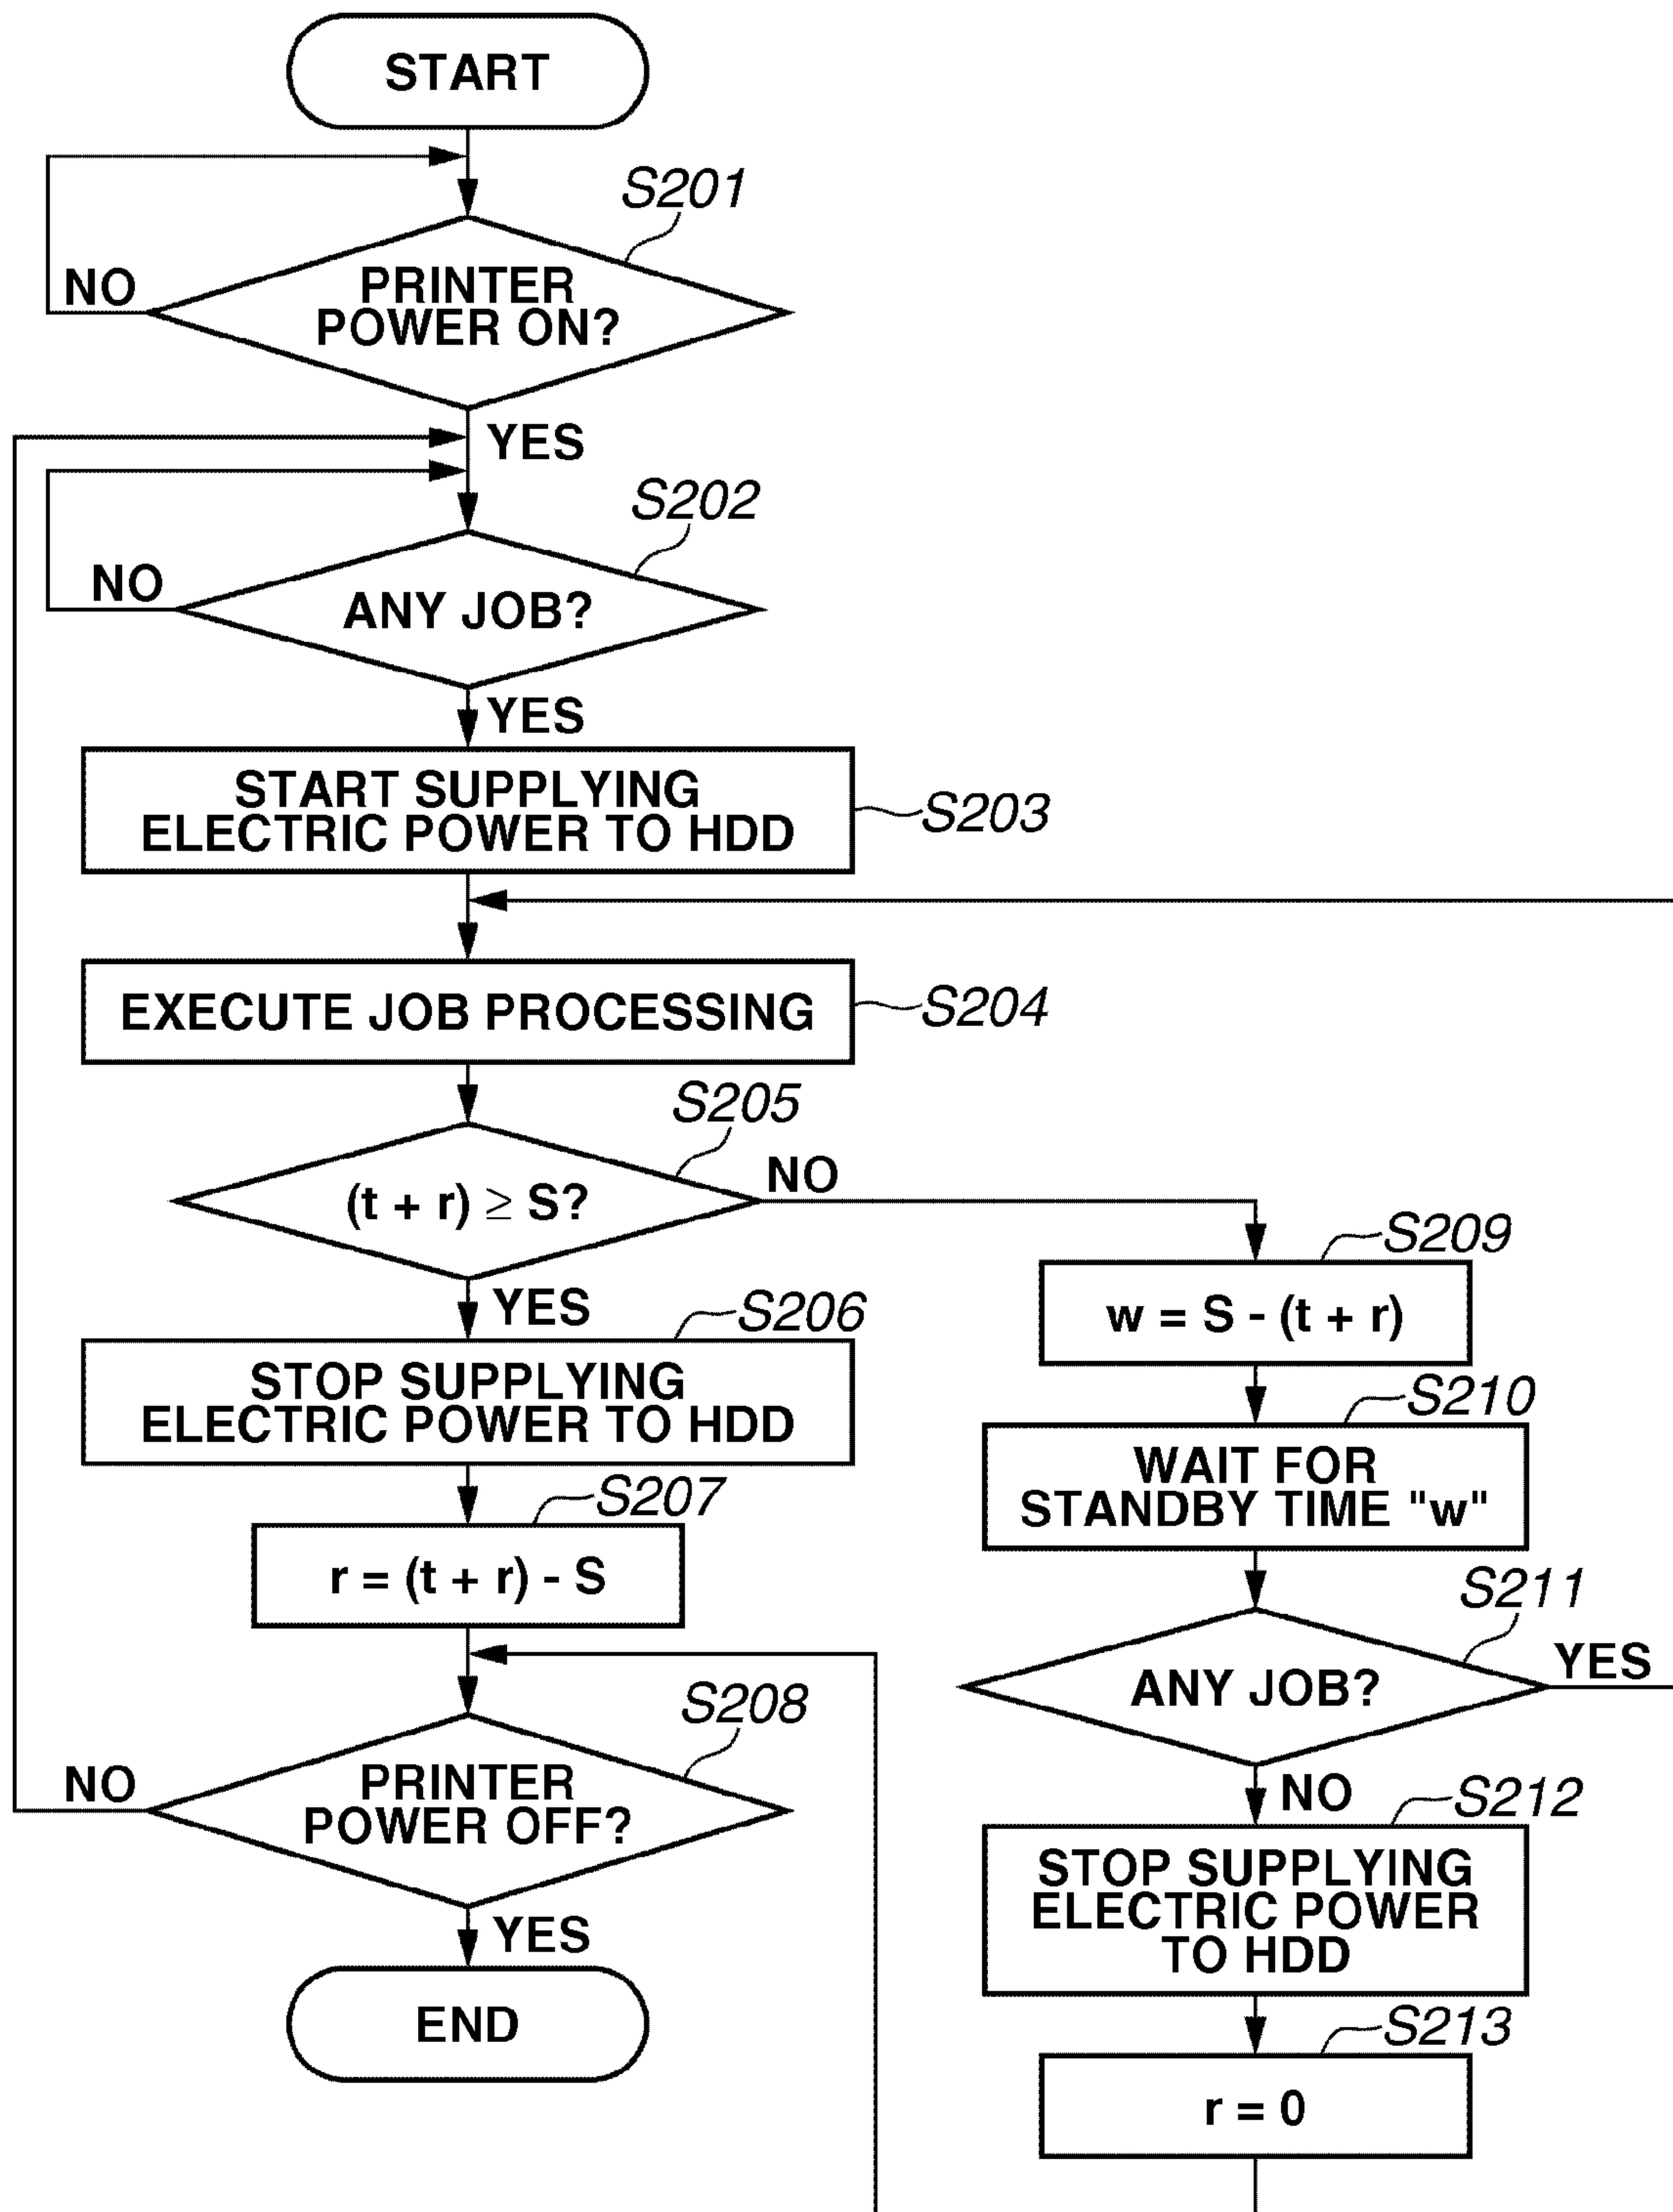 START
S201
PRINTER
POWER ON?
NO
YES
S202
ANY JOB?
NO
YES
START SUPPLYING
ELECTRIC POWER TO HDD
S203
EXECUTE JOB PROCESSING
S204
S205
(t + r) ≥ S?
NO
YES
S206
STOP SUPPLYING
ELECTRIC POWER TO HDD
S207
r = (t + r) - S
S208
PRINTER
POWER OFF?
NO
YES
END
S209
w = S - (t + r)
S210
WAIT FOR
STANDBY TIME "w"
S211
ANY JOB?
YES
NO
S212
STOP SUPPLYING
ELECTRIC POWER
TO HDD
S213
r = 0